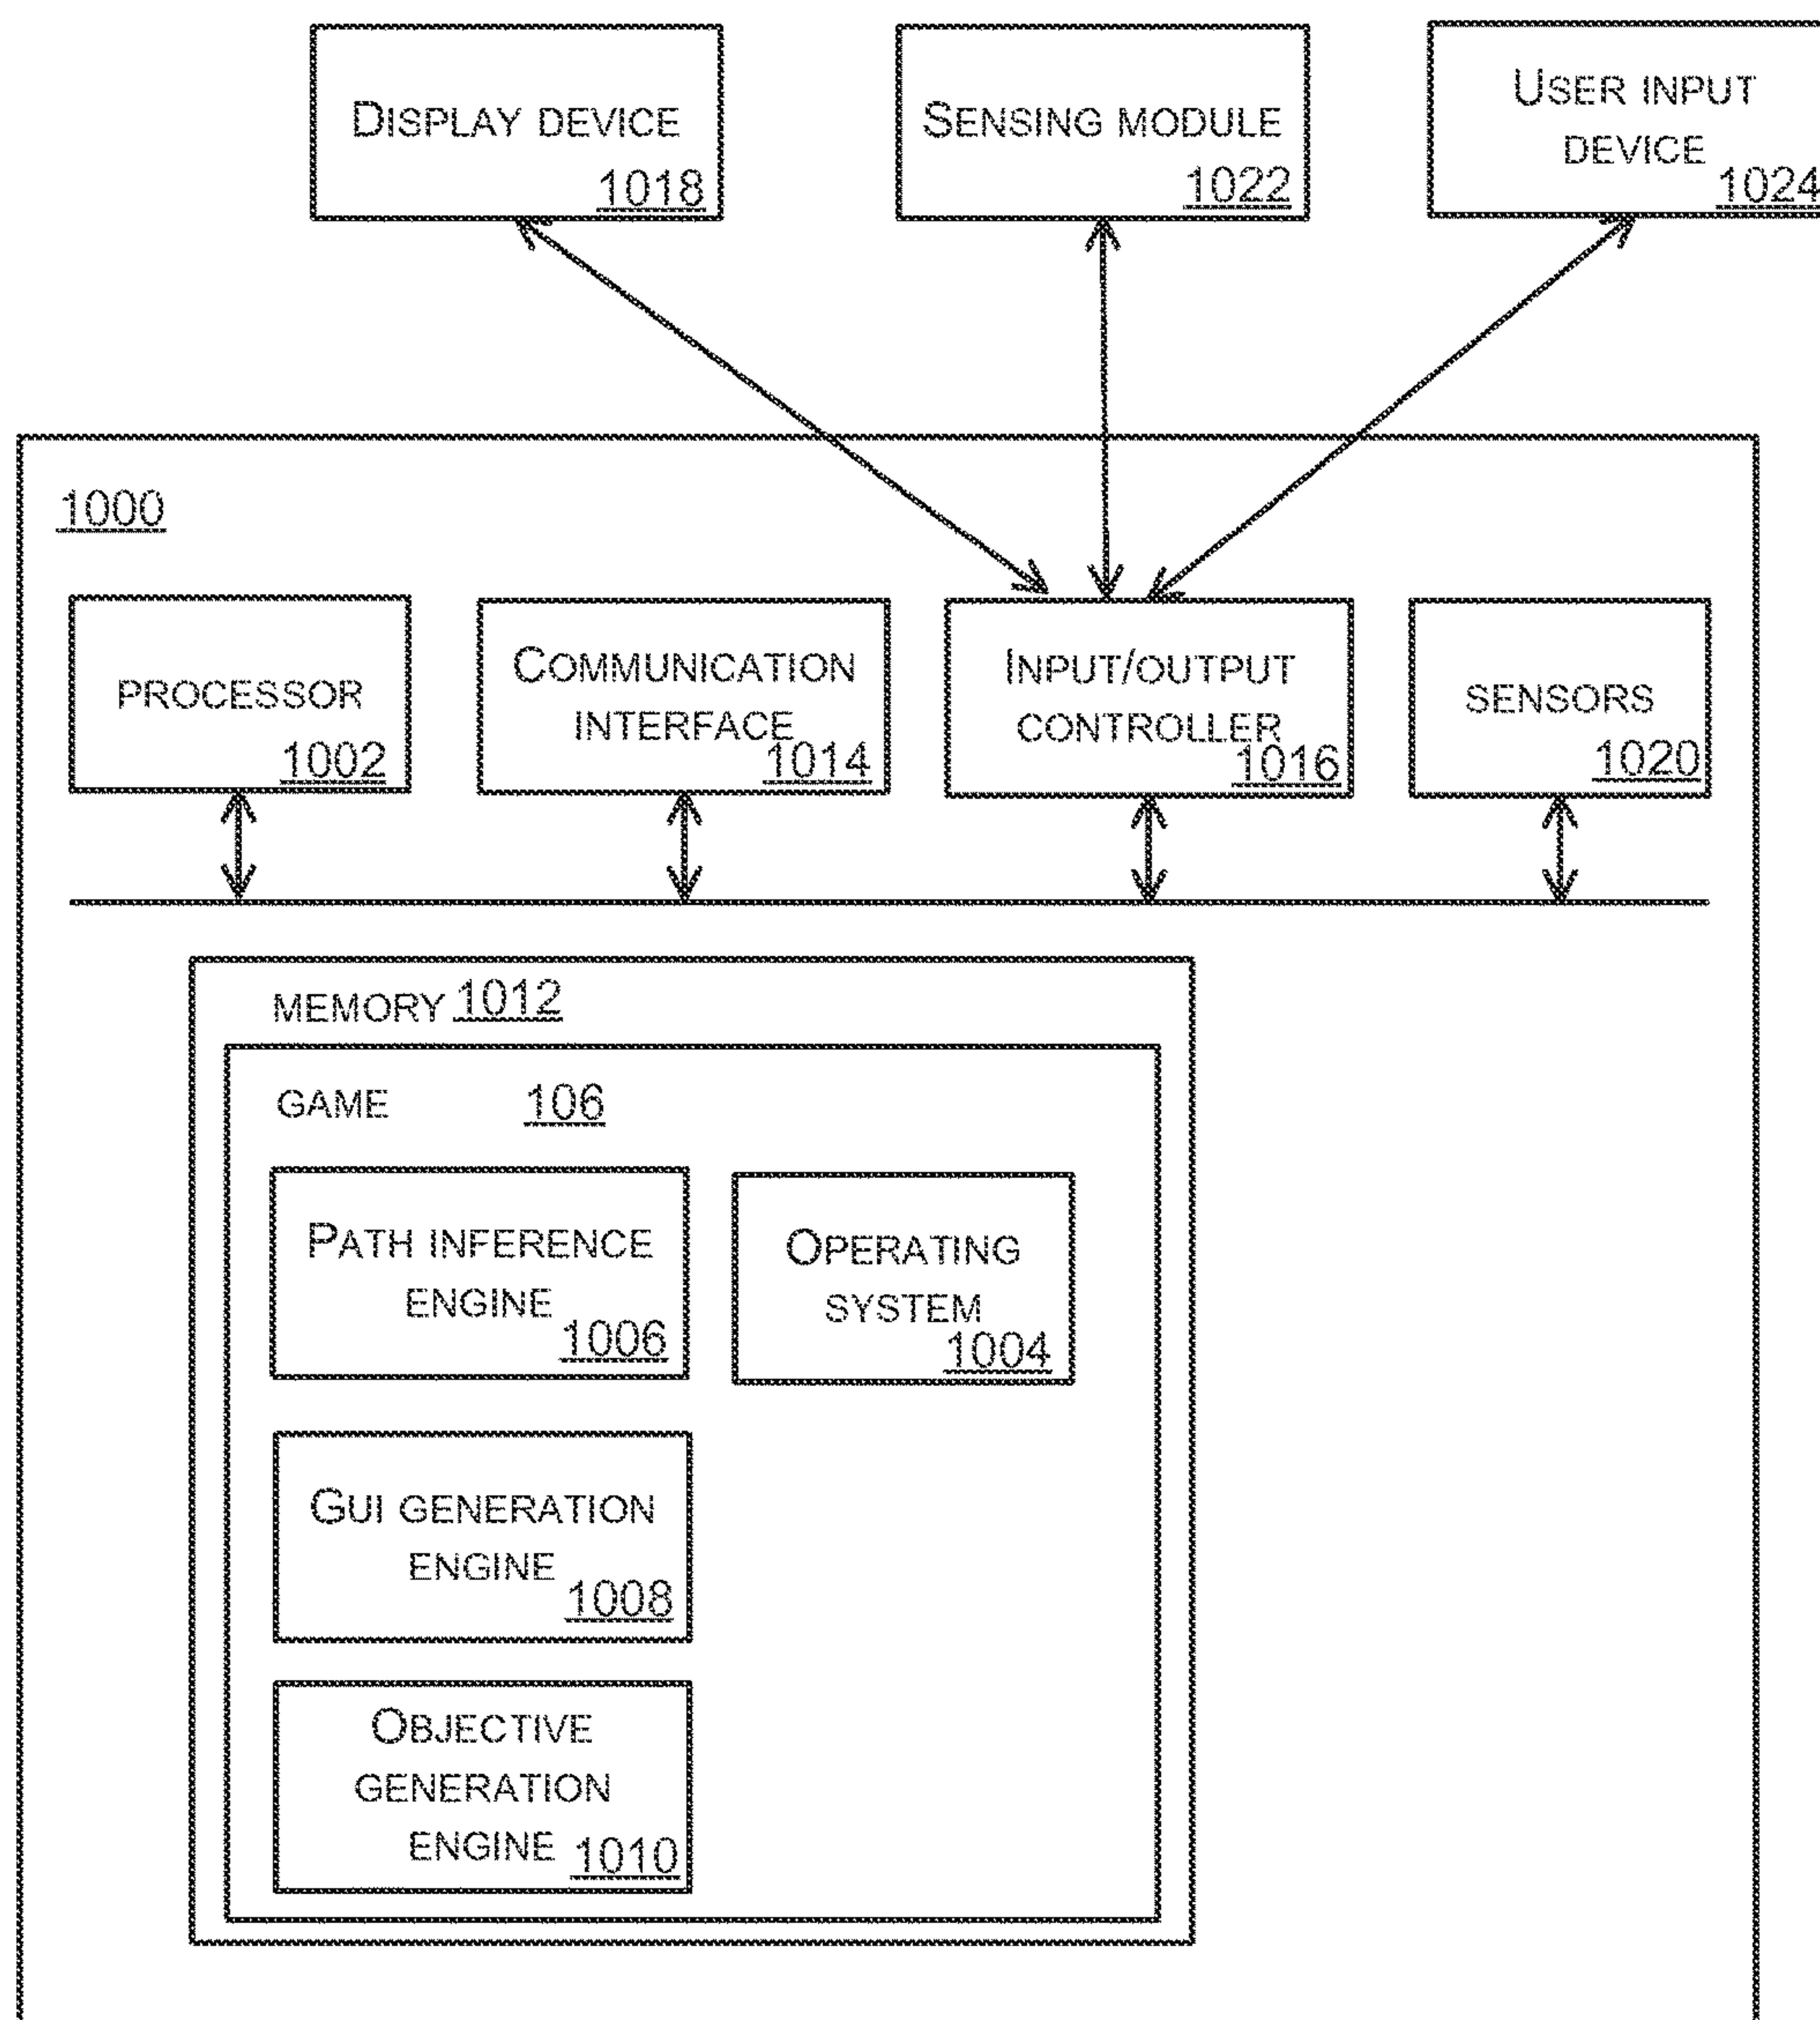 DISPLAY DEVICE
1018
SENSING MODULE
1022
USER INPUT
DEVICE
1024
1000
PROCESSOR
1002
COMMUNICATION
INTERFACE
1014
INPUT/OUTPUT
CONTROLLER
1016
SENSORS
1020
MEMORY 1012
GAME 106
PATH INFERENCE
ENGINE
1006
OPERATING
SYSTEM
1004
GUI GENERATION
ENGINE
1008
OBJECTIVE
GENERATION
ENGINE 1010